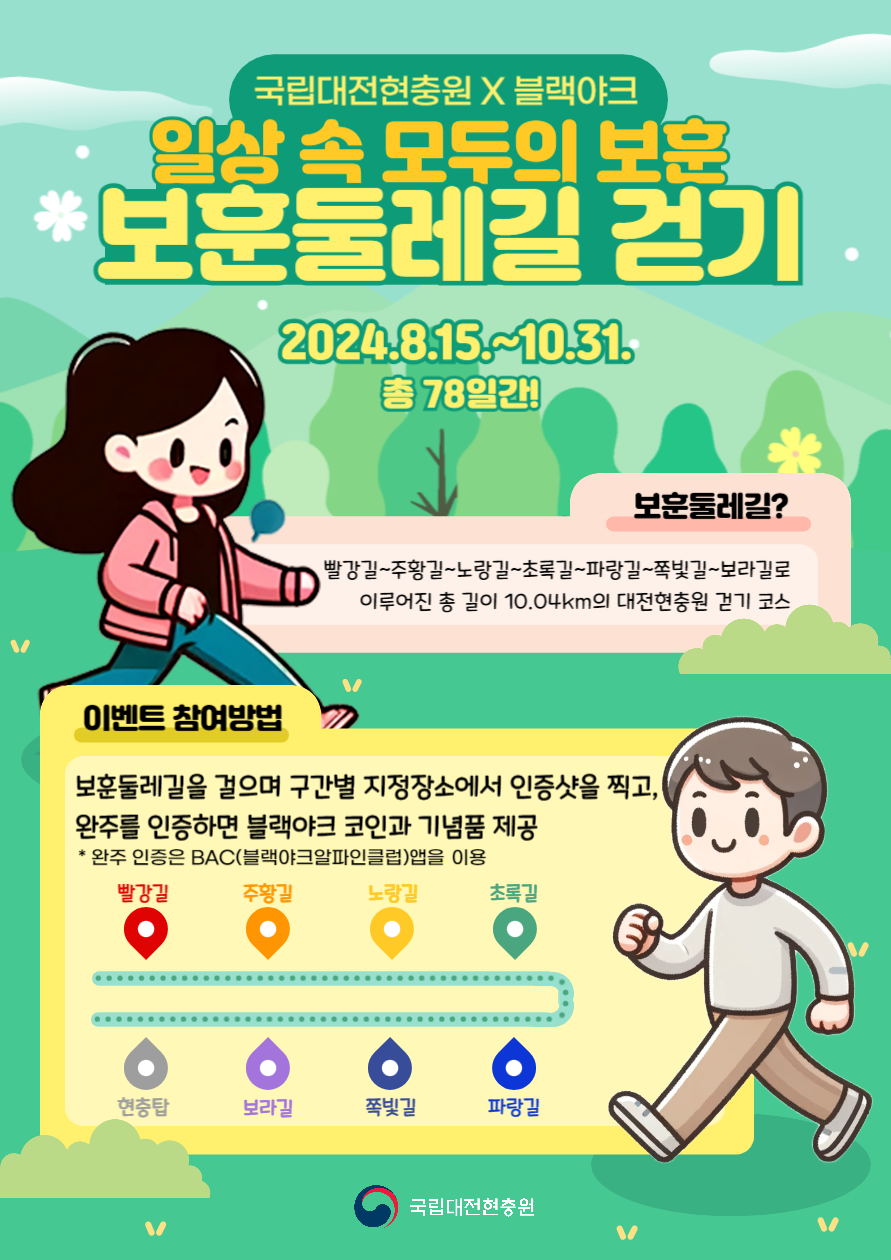 국립대전현충원 X 블랙야크
일상 속 모두의 보훈
보훈둘레길 걷기
2024.8.15.~10.31.
총 78일간!
보훈둘레길?
빨강길~주황길~노랑길~초록길~파랑길~쪽빛길~보라길로
이루어진 총 길이 10.04km의 대전현충원 걷기 코스
이벤트 참여방법
보훈둘레길을 걸으며 구간별 지정장소에서 인증샷을 찍고,
완주를 인증하면 블랙야크 코인과 기념품 제공
* 완주 인증은 BAC(블랙야크알파인클럽)앱을 이용
빨강길 주황길 노랑길 초록길
현충탑 보라길 쪽빛길 파랑길
국립대전현충원